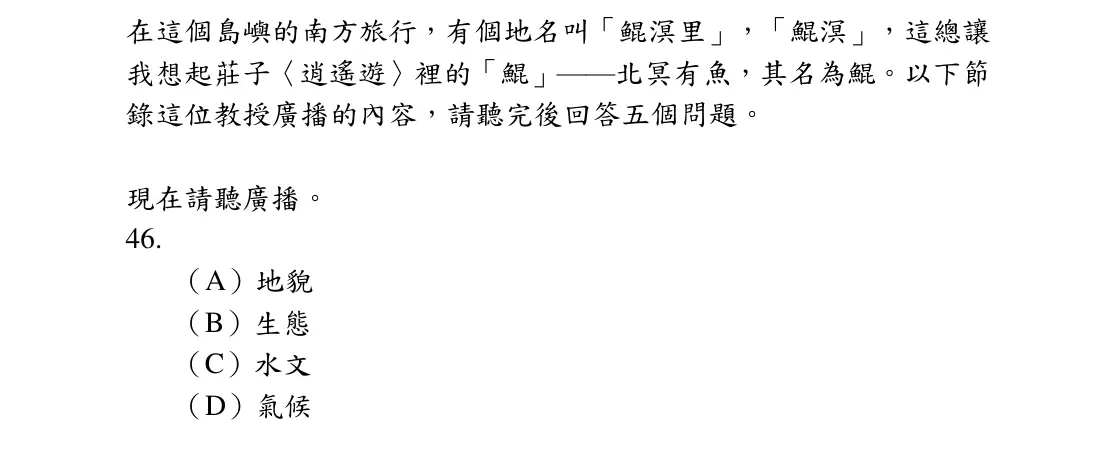 在這個島嶼的南方旅行，有個地名叫「鯤溟里」，「鯤溟」，這總讓
我想起莊子〈逍遙遊〉裡的「鯤」——北冥有魚，其名為鯤。以下節
錄這位教授廣播的內容，請聽完後回答五個問題。
現在請聽廣播。
46.
（A）地貌
（B）生態
（C）水文
（D）氣候